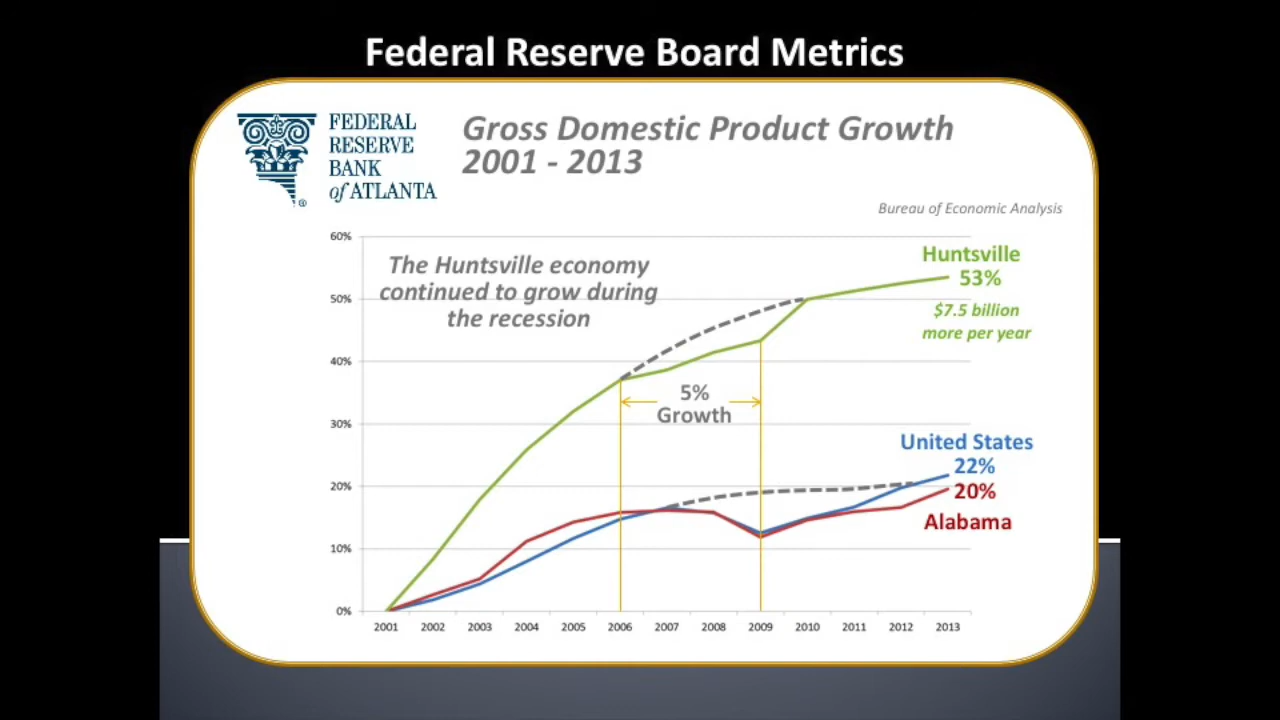 Federal Reserve Board Metrics
FEDERAL
RESERVE
BANK
of ATLANTA
®
Gross Domestic Product Growth
2001 - 2013
Bureau of Economic Analysis
60%
50%
40%
30%
20%
10%
0%
The Huntsville economy
continued to grow during
the recession
Huntsville
53%
$7.5 billion
more per year
5%
Growth
United States
22%
20%
Alabama
2001 2002 2003 2004 2005 2006 2007 2008 2009 2010 2011 2012 2013